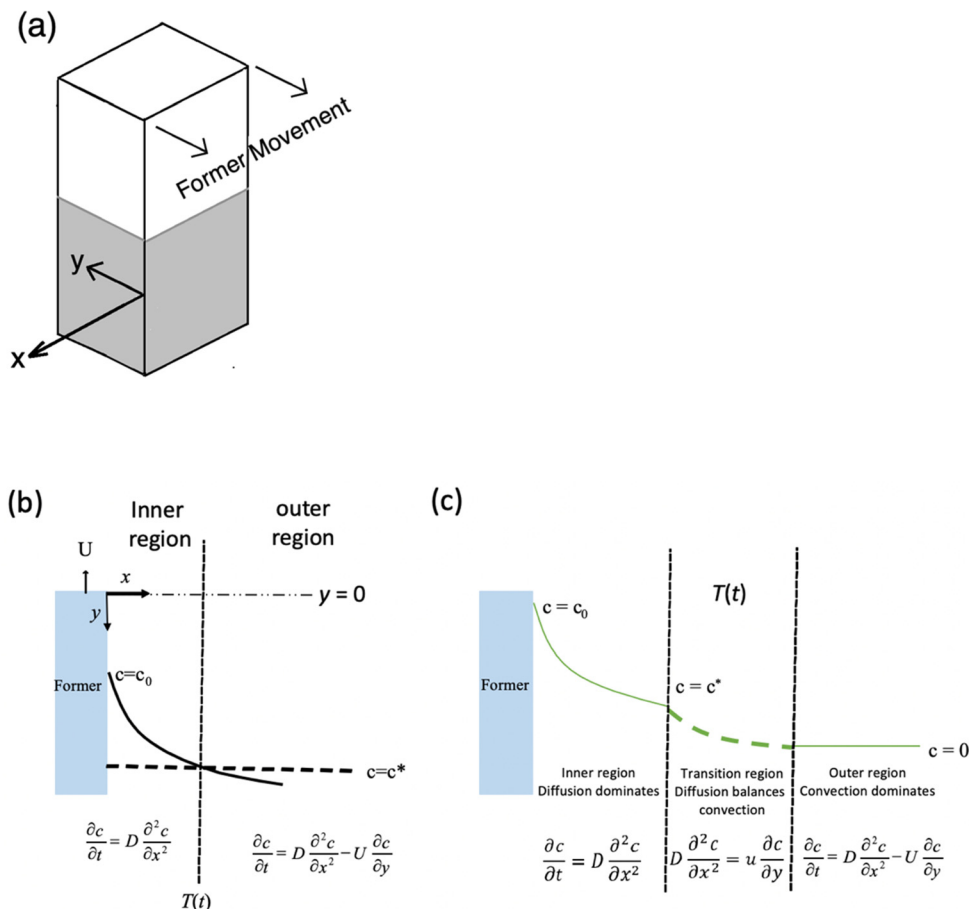 (a)
Former Movement
y
x
(b)
Inner
region
outer
region
U
x
y = 0
y
c=c₀
Former
c=c*
∂c/∂t = D ∂²c/∂x²
∂c/∂t = D ∂²c/∂x² − U ∂c/∂y
T(t)
(c)
T(t)
c = c₀
Former
c = c*
c = 0
Inner region
Diffusion dominates
Transition region
Diffusion balances
convection
Outer region
Convection dominates
∂c/∂t = D ∂²c/∂x²
D ∂²c/∂x² = u ∂c/∂y
∂c/∂t = D ∂²c/∂x² − U ∂c/∂y